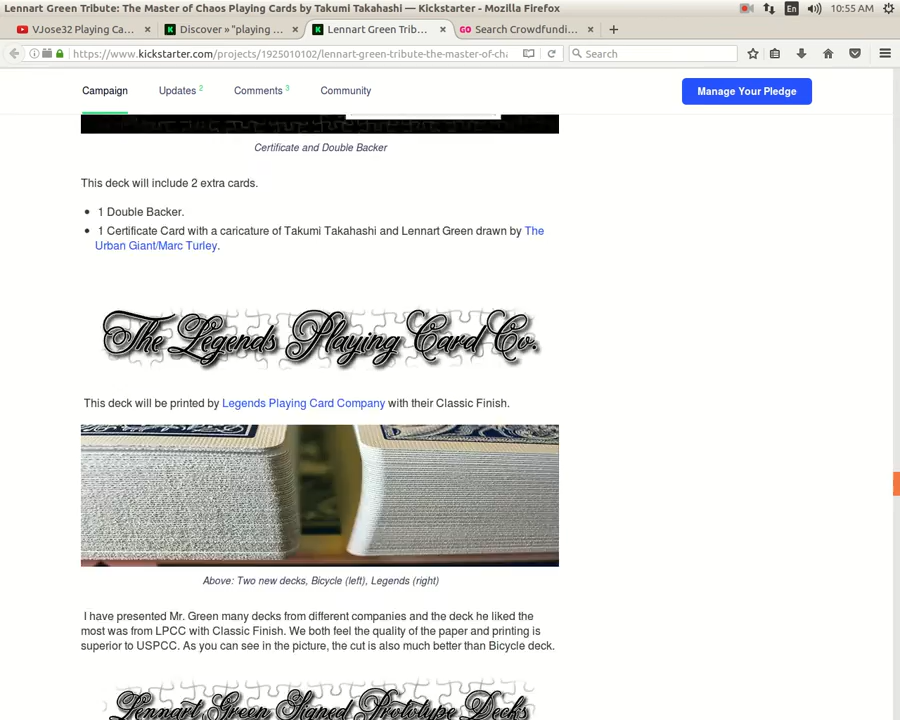 Lennart Green Tribute: The Master of Chaos Playing Cards by Takumi Takahashi — Kickstarter - Mozilla Firefox
En
10:55 AM
VJose32 Playing Ca...
Discover » "playing ...
Lennart Green Trib...
Search Crowdfundi...
https://www.kickstarter.com/projects/1925010102/lennart-green-tribute-the-master-of-cha
Search
Campaign
Updates 2
Comments 3
Community
Manage Your Pledge
Certificate and Double Backer
This deck will include 2 extra cards.
• 1 Double Backer.
• 1 Certificate Card with a caricature of Takumi Takahashi and Lennart Green drawn by The
Urban Giant/Marc Turley.
The Legends Playing Card Co.
This deck will be printed by Legends Playing Card Company with their Classic Finish.
Above: Two new decks, Bicycle (left), Legends (right)
I have presented Mr. Green many decks from different companies and the deck he liked the
most was from LPCC with Classic Finish. We both feel the quality of the paper and printing is
superior to USPCC. As you can see in the picture, the cut is also much better than Bicycle deck.
Lennart Green Signed Prototype Decks